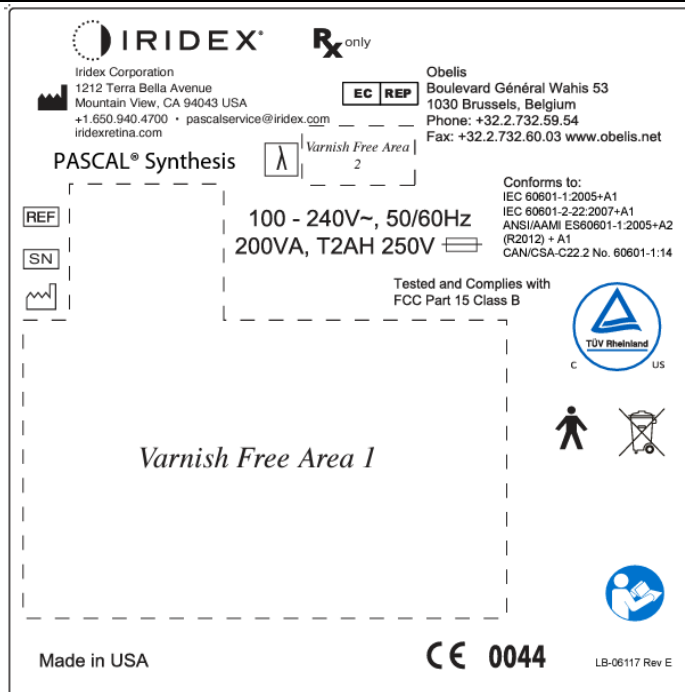 IRIDEX®
Rx only
Iridex Corporation
1212 Terra Bella Avenue
Mountain View, CA 94043 USA
+1.650.940.4700 • pascalservice@iridex.com
iridexretina.com
EC REP
Obelis
Boulevard Général Wahis 53
1030 Brussels, Belgium
Phone: +32.2.732.59.54
Fax: +32.2.732.60.03 www.obelis.net
PASCAL® Synthesis
λ
Varnish Free Area
2
Conforms to:
IEC 60601-1:2005+A1
IEC 60601-2-22:2007+A1
ANSI/AAMI ES60601-1:2005+A2
(R2012) + A1
CAN/CSA-C22.2 No. 60601-1:14
REF
SN
100 - 240V~, 50/60Hz
200VA, T2AH 250V
Tested and Complies with
FCC Part 15 Class B
TÜV Rheinland
C US
Varnish Free Area 1
Made in USA
CE 0044
LB-06117 Rev E